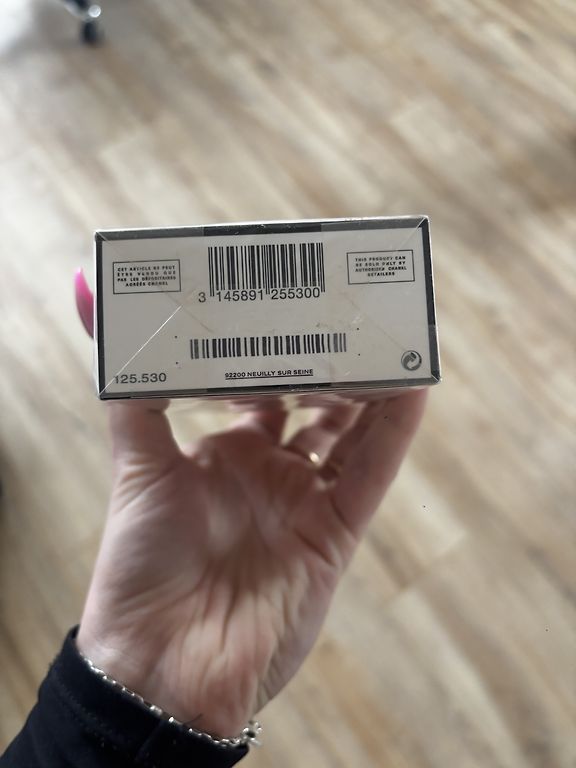 CET ARTICLE NE PEUT
ÊTRE VENDU QUE
PAR LES DÉPOSITAIRES
AGRÉÉS CHANEL
3 145891 255300
THIS PRODUCT CAN
BE SOLD ONLY BY
AUTHORIZED CHANEL
RETAILERS
125.530
92200 NEUILLY SUR SEINE